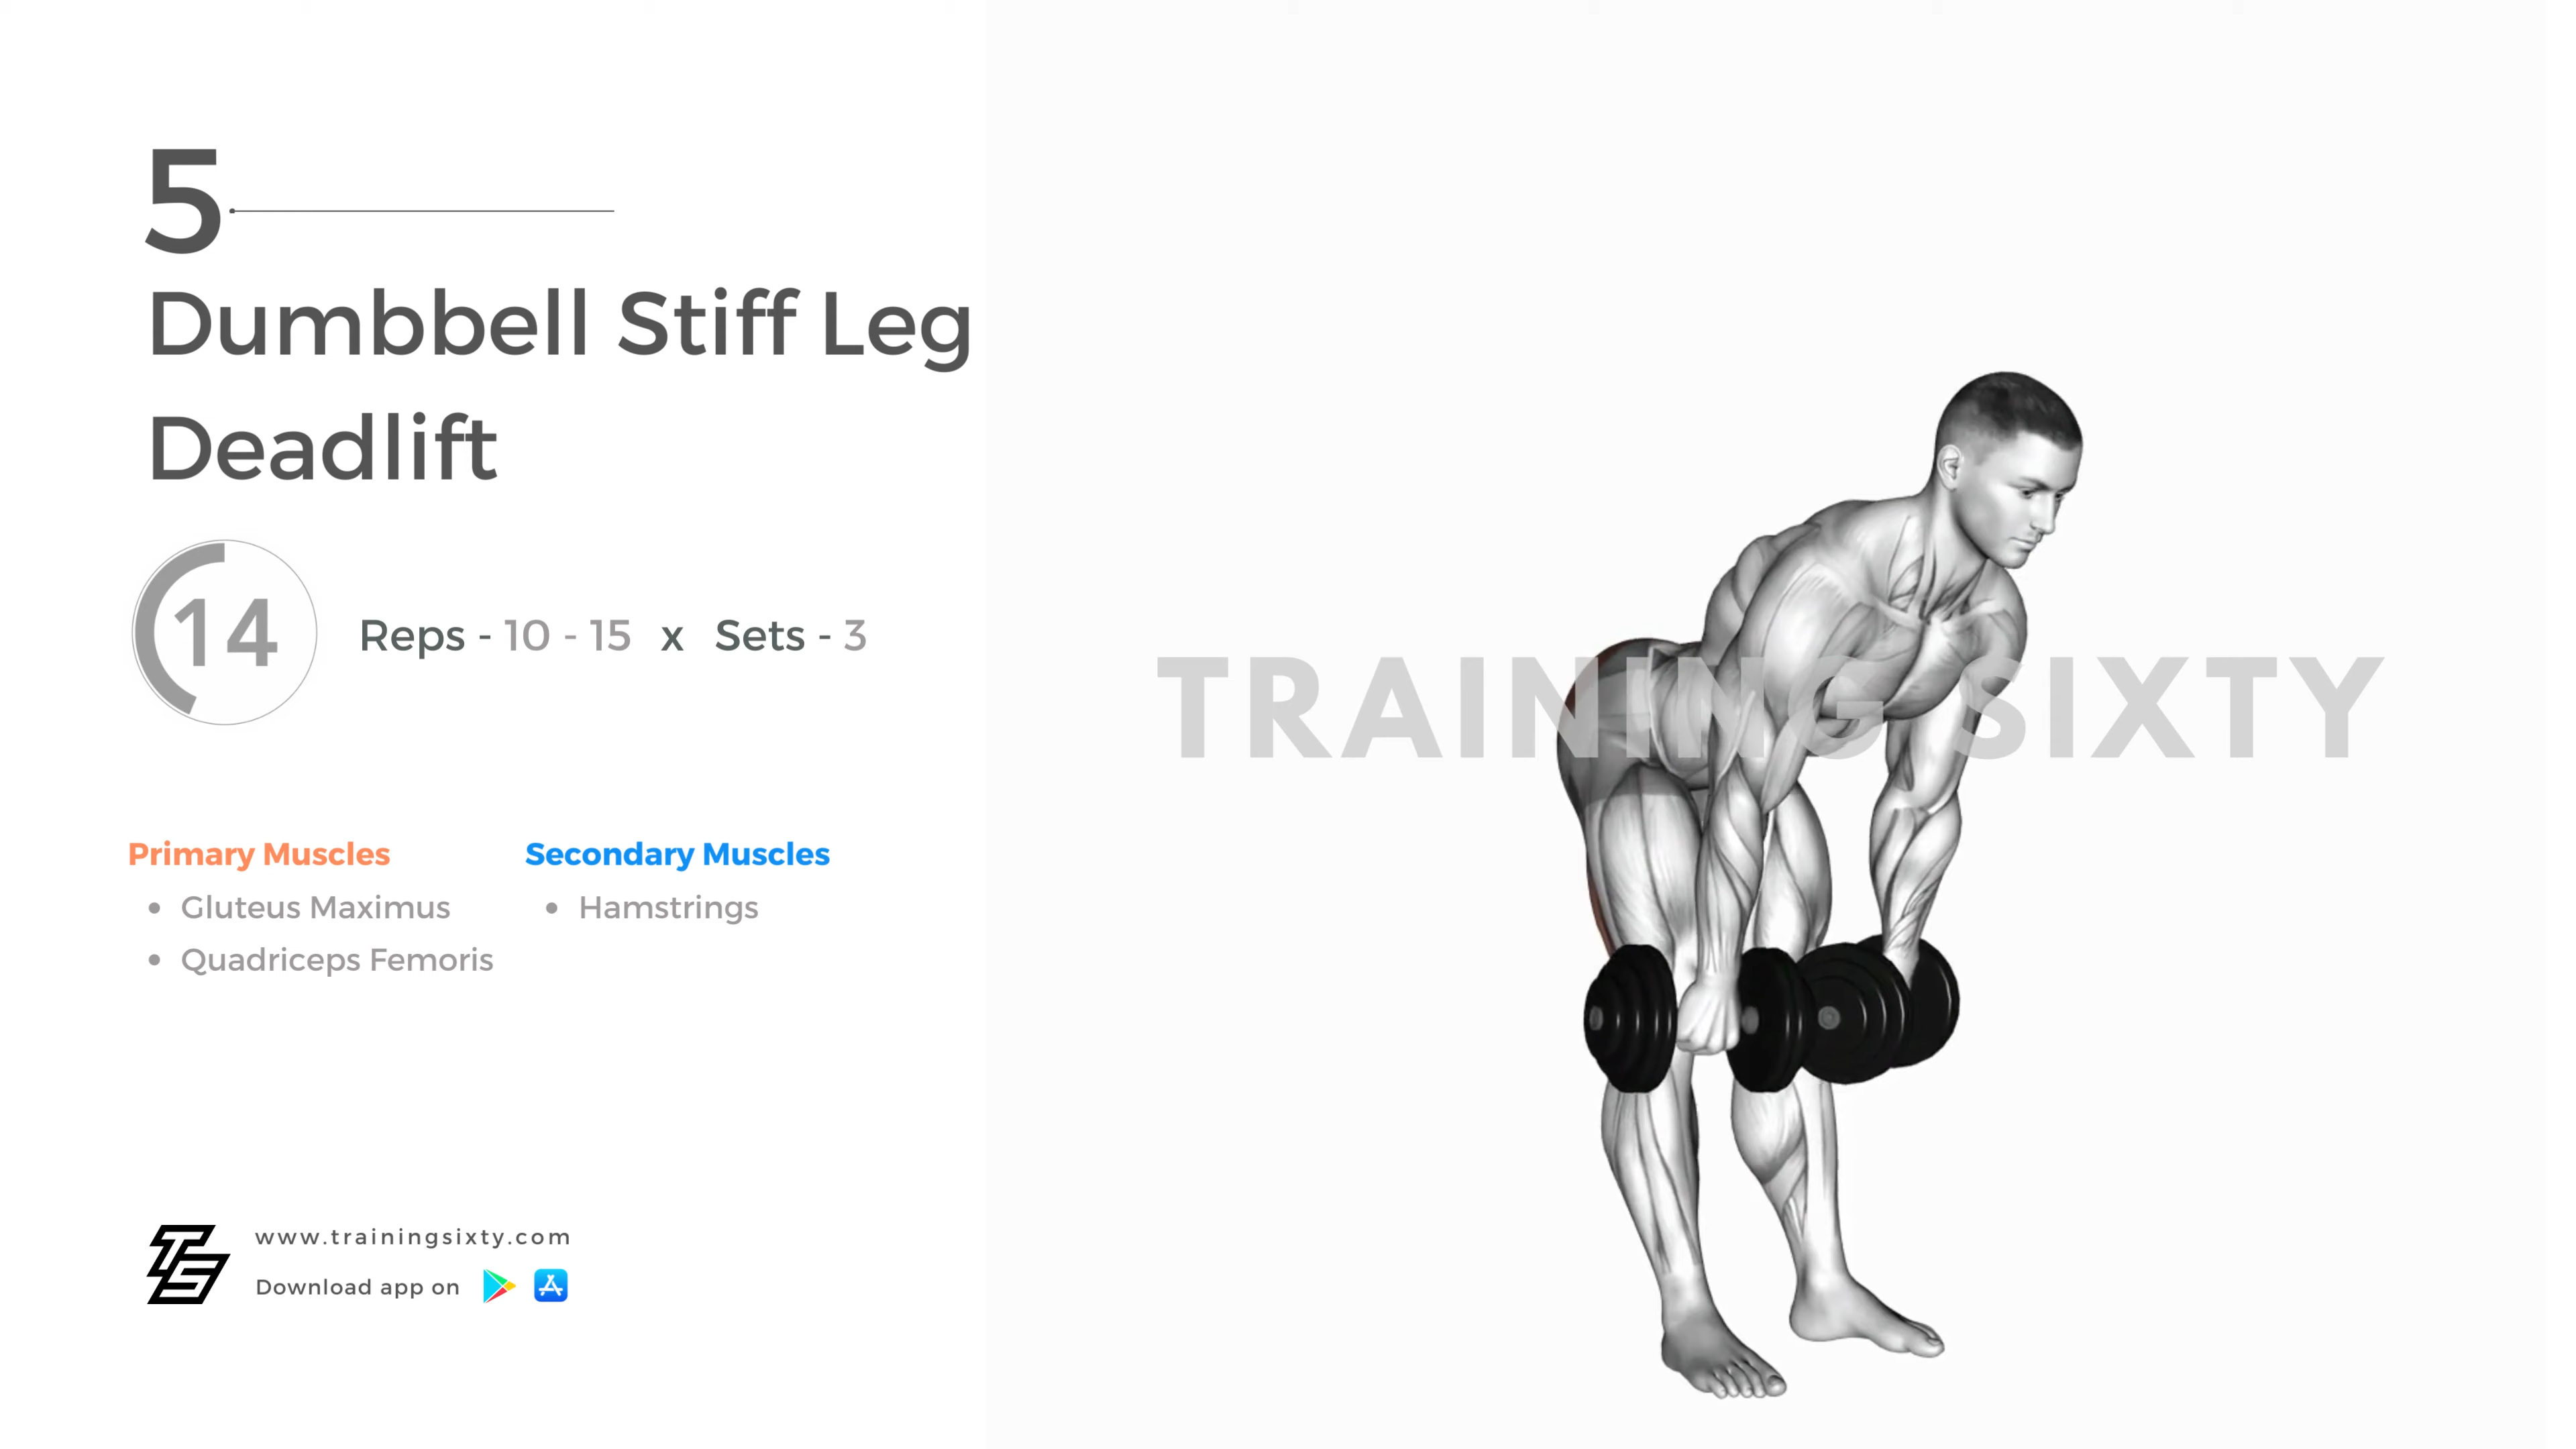 5
Dumbbell Stiff Leg
Deadlift
14
Reps - 10 - 15 x Sets - 3
Primary Muscles
• Gluteus Maximus
• Quadriceps Femoris
Secondary Muscles
• Hamstrings
TRAINING SIXTY
TS
www.trainingsixty.com
Download app on